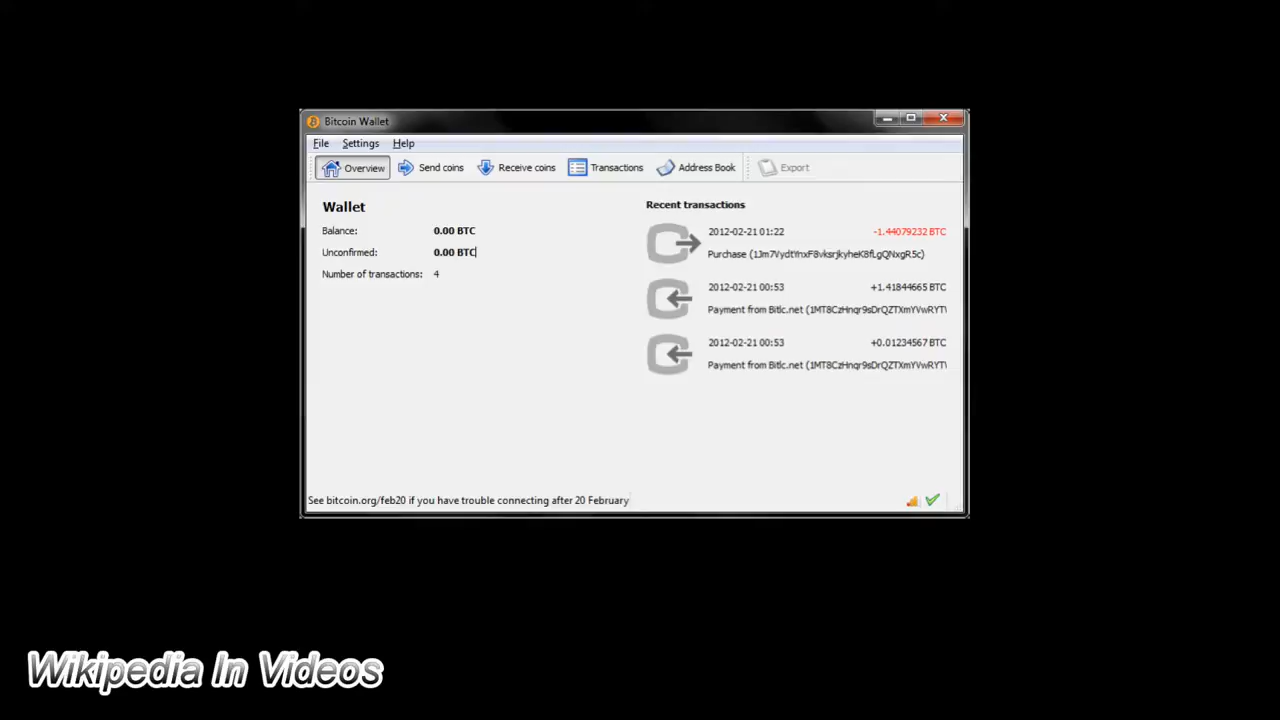 Bitcoin Wallet
File Settings Help
Overview Send coins Receive coins Transactions Address Book Export
Wallet
Balance: 0.00 BTC
Unconfirmed: 0.00 BTC
Number of transactions: 4
Recent transactions
2012-02-21 01:22 -1.44079232 BTC
Purchase (1Jm7VydtYnxF8vksrjkyheK8fLgQNxgR5c)
2012-02-21 00:53 +1.41844665 BTC
Payment from Bitlc.net (1MT8CzHnqr9sDrQZTXmYVwRYT
2012-02-21 00:53 +0.01234567 BTC
Payment from Bitlc.net (1MT8CzHnqr9sDrQZTXmYVwRYT
See bitcoin.org/feb20 if you have trouble connecting after 20 February
Wikipedia In Videos